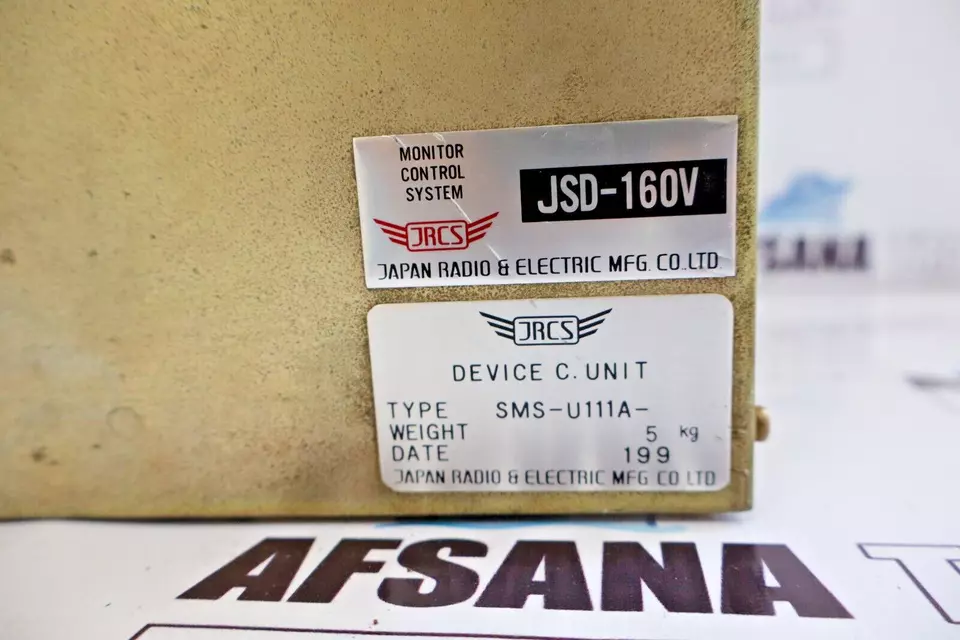 MONITOR
CONTROL
SYSTEM
JSD-160V
JRCS
JAPAN RADIO & ELECTRIC MFG. CO.,LTD
JRCS
DEVICE C. UNIT
TYPE SMS-U111A-
WEIGHT 5 kg
DATE 199
JAPAN RADIO & ELECTRIC MFG CO LTD
AFSANA
AFSANA